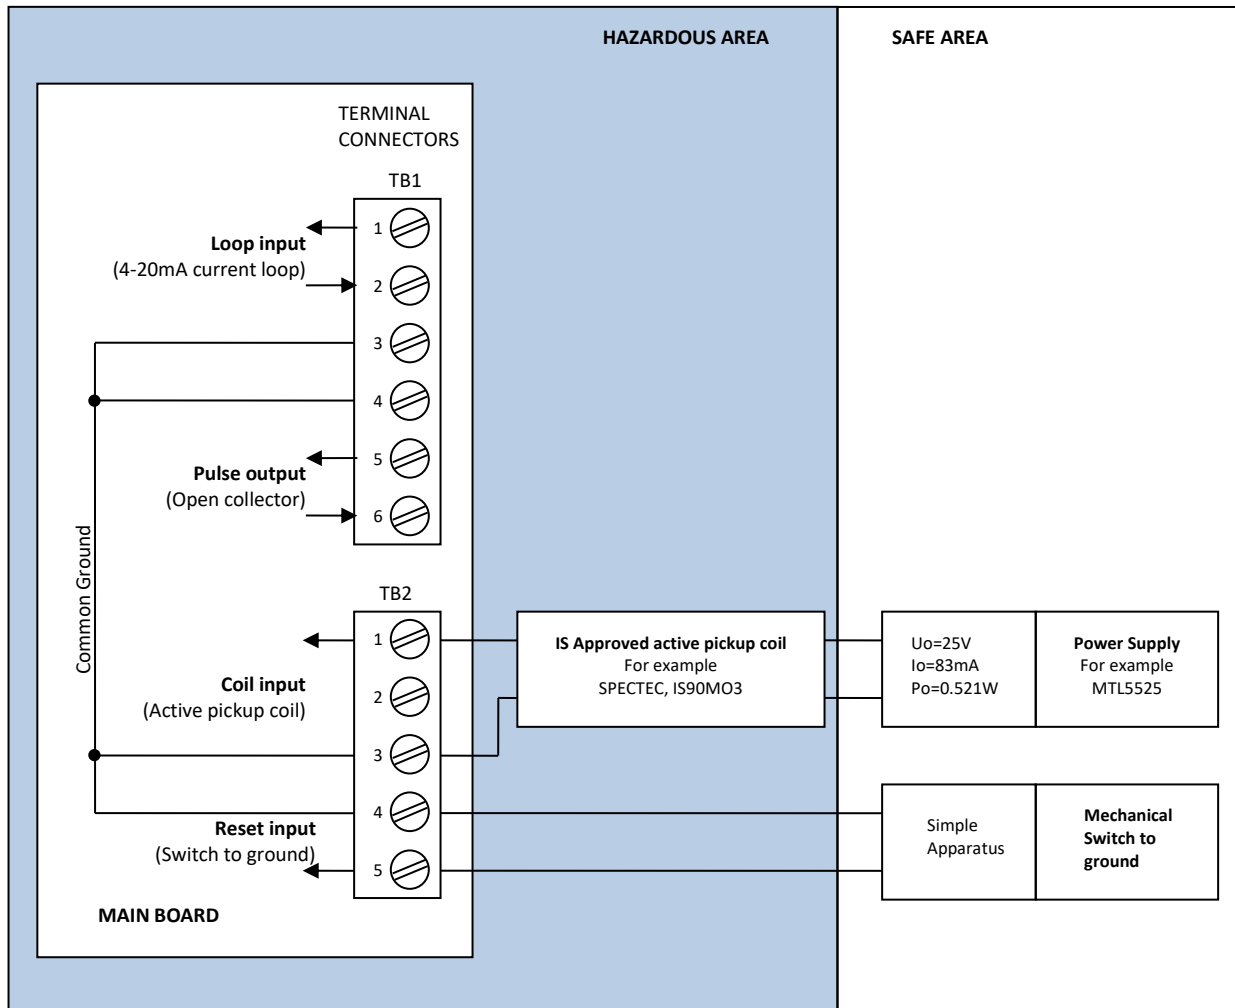 HAZARDOUS AREA
SAFE AREA
TERMINAL
CONNECTORS
TB1
1
Loop input
(4-20mA current loop)
2
3
4
5
Pulse output
(Open collector)
6
Common Ground
TB2
1
Coil input
(Active pickup coil)
2
3
4
Reset input
(Switch to ground)
5
MAIN BOARD
IS Approved active pickup coil
For example
SPECTEC, IS90MO3
Uo=25V
Io=83mA
Po=0.521W
Power Supply
For example
MTL5525
Simple
Apparatus
Mechanical
Switch to
ground